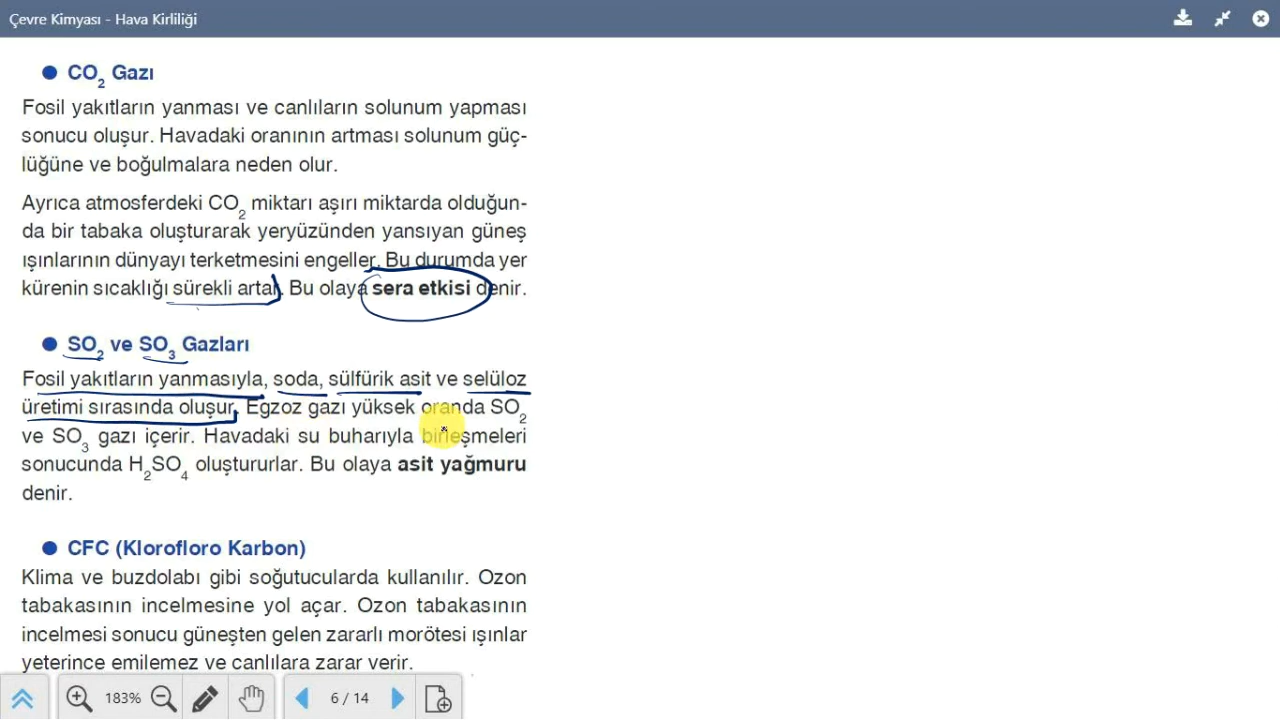 Çevre Kimyası - Hava Kirliliği
● CO2 Gazı
Fosil yakıtların yanması ve canlıların solunum yapması
sonucu oluşur. Havadaki oranının artması solunum güç-
lüğüne ve boğulmalara neden olur.
Ayrıca atmosferdeki CO2 miktarı aşırı miktarda olduğun-
da bir tabaka oluşturarak yeryüzünden yansıyan güneş
ışınlarının dünyayı terketmesini engeller. Bu durumda yer
kürenin sıcaklığı sürekli artar. Bu olaya sera etkisi denir.
● SO2 ve SO3 Gazları
Fosil yakıtların yanmasıyla, soda, sülfürik asit ve selüloz
üretimi sırasında oluşur. Egzoz gazı yüksek oranda SO2
ve SO3 gazı içerir. Havadaki su buharıyla birleşmeleri
sonucunda H2SO4 oluştururlar. Bu olaya asit yağmuru
denir.
● CFC (Klorofloro Karbon)
Klima ve buzdolabı gibi soğutucularda kullanılır. Ozon
tabakasının incelmesine yol açar. Ozon tabakasının
incelmesi sonucu güneşten gelen zararlı morötesi ışınlar
yeterince emilemez ve canlılara zarar verir.
183% 6 / 14